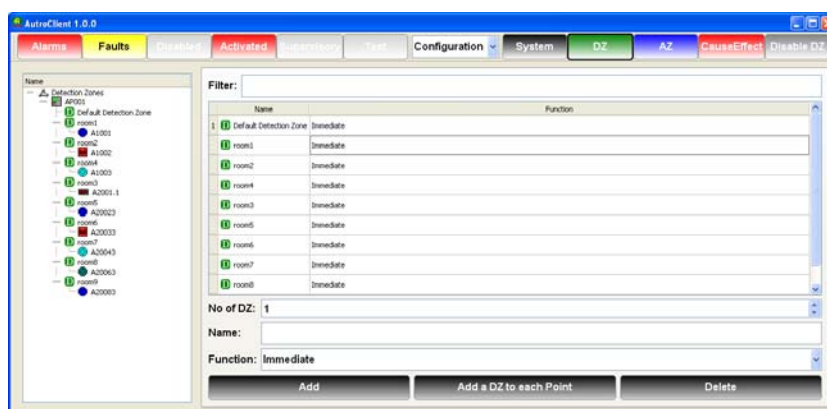 AutroClient 1.0.0
Alarms Faults Disabled Activated Supervisory Test Configuration System DZ AZ CauseEffect Disable DZ
Name
Detection Zones
AP001
Default Detection Zone
room1
A1001
room2
A1002
room4
A1003
room3
A2001.1
room5
A20023
room6
A20033
room7
A20043
room8
A20063
room9
A20083
Filter:
Name Function
1 Default Detection Zone Immediate
room1 Immediate
room2 Immediate
room4 Immediate
room3 Immediate
room5 Immediate
room6 Immediate
room7 Immediate
room8 Immediate
No of DZ: 1
Name:
Function: Immediate
Add Add a DZ to each Point Delete